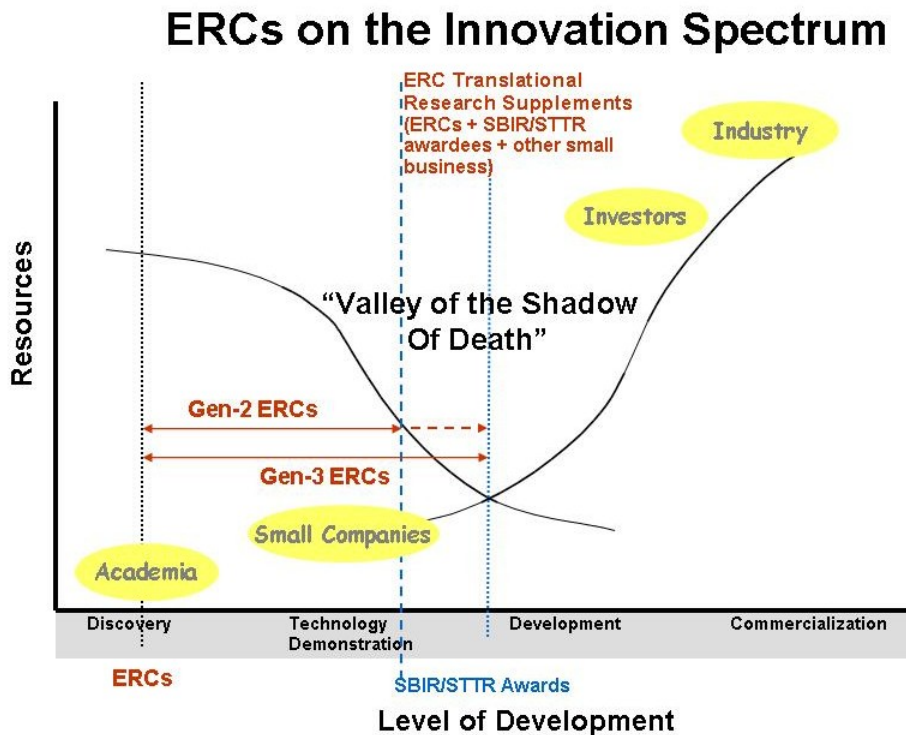 ERCs on the Innovation Spectrum
ERC Translational
Research Supplements
(ERCs + SBIR/STTR
awardees + other small
business)
Industry
Investors
“Valley of the Shadow
Of Death”
Resources
Gen-2 ERCs
Gen-3 ERCs
Small Companies
Academia
Discovery
Technology
Demonstration
Development
Commercialization
ERCs
SBIR/STTR Awards
Level of Development